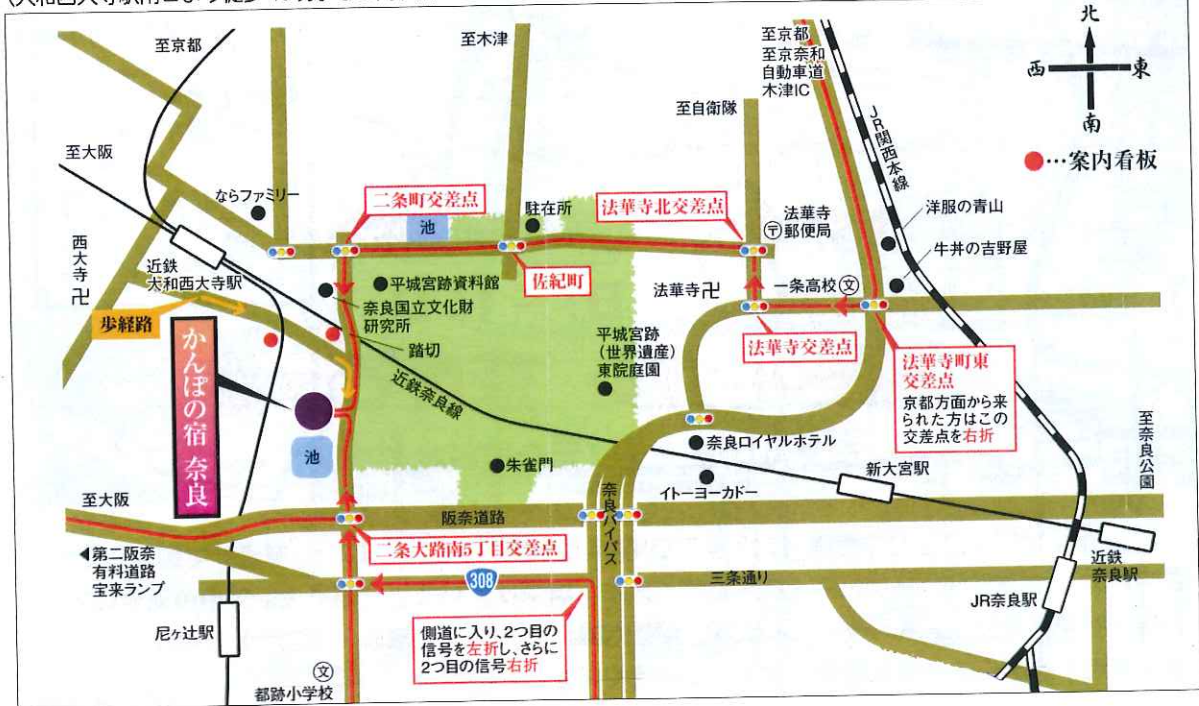 至京都
至木津
至京都
至京奈和
自動車道
木津IC
北
西
東
南
至自衛隊
JR関西本線
●…案内看板
至大阪
ならファミリー
二条町交差点
駐在所
池
法華寺北交差点
〒
法華寺
郵便局
洋服の青山
牛丼の吉野屋
西大寺
卍
近鉄
大和西大寺駅
平城宮跡資料館
佐紀町
法華寺卍
一条高校
文
奈良国立文化財
研究所
歩経路
踏切
平城宮跡
(世界遺産)
東院庭園
法華寺交差点
法華寺町東
交差点
京都方面から来
られた方はこの
交差点を右折
かんぽの宿 奈良
近鉄奈良線
池
朱雀門
奈良ロイヤルホテル
イトーヨーカドー
新大宮駅
至奈良公園
至大阪
阪奈道路
奈良バイパス
二条大路南5丁目交差点
◀第二阪奈
有料道路
宝来ランプ
308
三条通り
近鉄
奈良駅
JR奈良駅
尼ヶ辻駅
側道に入り、2つ目の
信号を左折し、さらに
2つ目の信号右折
文
都跡小学校